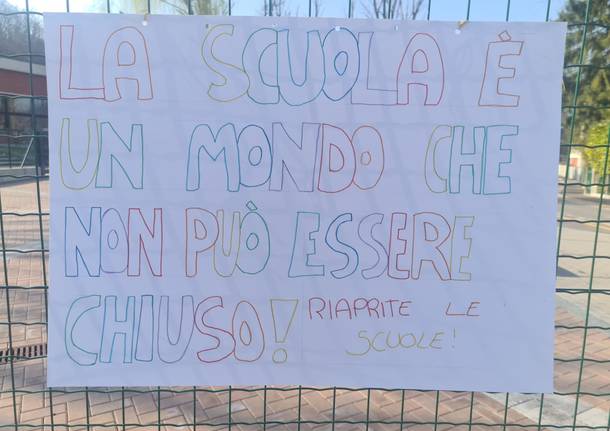 LA SCUOLA È
UN MONDO CHE
NON PUÒ ESSERE
CHIUSO! RIAPRITE LE
SCUOLE!